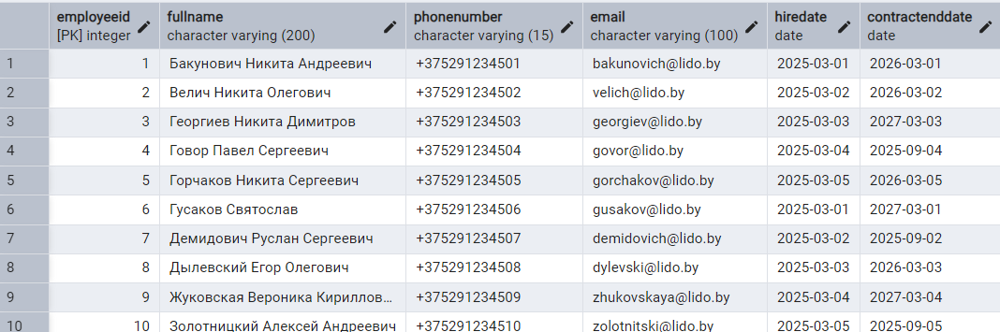 employeeid fullname phonenumber email hiredate contractenddate
[PK] integer character varying (200) character varying (15) character varying (100) date date
1 1 Бакунович Никита Андреевич +375291234501 bakunovich@lido.by 2025-03-01 2026-03-01
2 2 Велич Никита Олегович +375291234502 velich@lido.by 2025-03-02 2026-03-02
3 3 Георгиев Никита Димитров +375291234503 georgiev@lido.by 2025-03-03 2027-03-03
4 4 Говор Павел Сергеевич +375291234504 govor@lido.by 2025-03-04 2025-09-04
5 5 Горчаков Никита Сергеевич +375291234505 gorchakov@lido.by 2025-03-05 2026-03-05
6 6 Гусаков Святослав +375291234506 gusakov@lido.by 2025-03-01 2027-03-01
7 7 Демидович Руслан Сергеевич +375291234507 demidovich@lido.by 2025-03-02 2025-09-02
8 8 Дылевский Егор Олегович +375291234508 dylevski@lido.by 2025-03-03 2026-03-03
9 9 Жуковская Вероника Кириллов… +375291234509 zhukovskaya@lido.by 2025-03-04 2027-03-04
10 10 Золотницкий Алексей Андреевич +375291234510 zolotnitski@lido.by 2025-03-05 2025-09-05